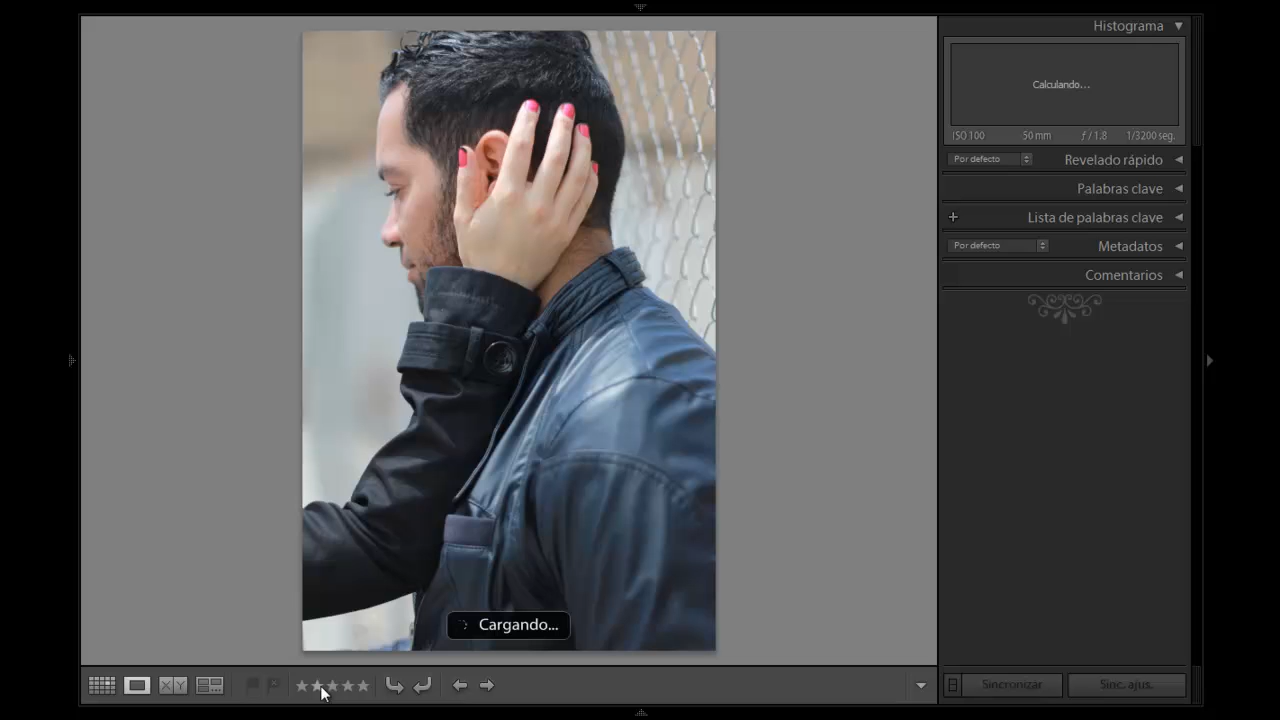 Histograma
Calculando...
ISO 100 50 mm ƒ / 1.8 1/3200 seg.
Por defecto Revelado rápido
Palabras clave
Lista de palabras clave
Por defecto Metadatos
Comentarios
Cargando...
X Y
Sincronizar Sinc. ajus.